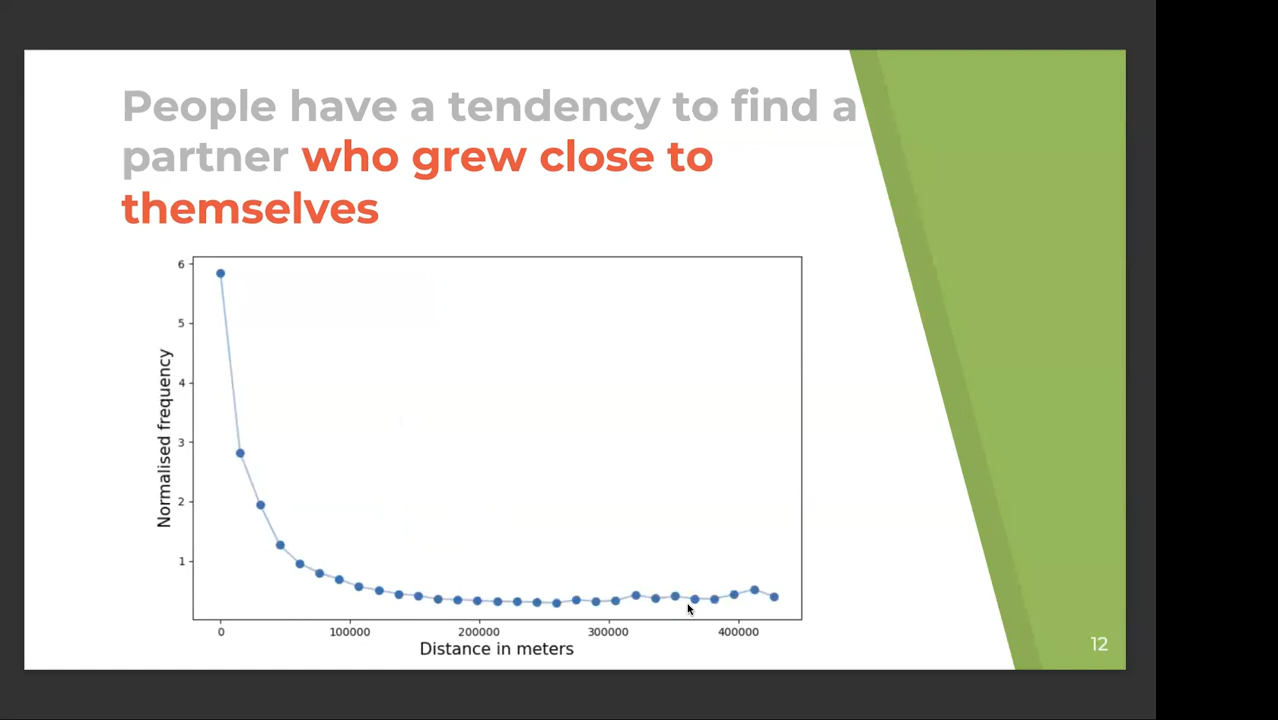 People have a tendency to find a
partner who grew close to
themselves
6
5
4
3
2
1
Normalised frequency
0 100000 200000 300000 400000
Distance in meters
12